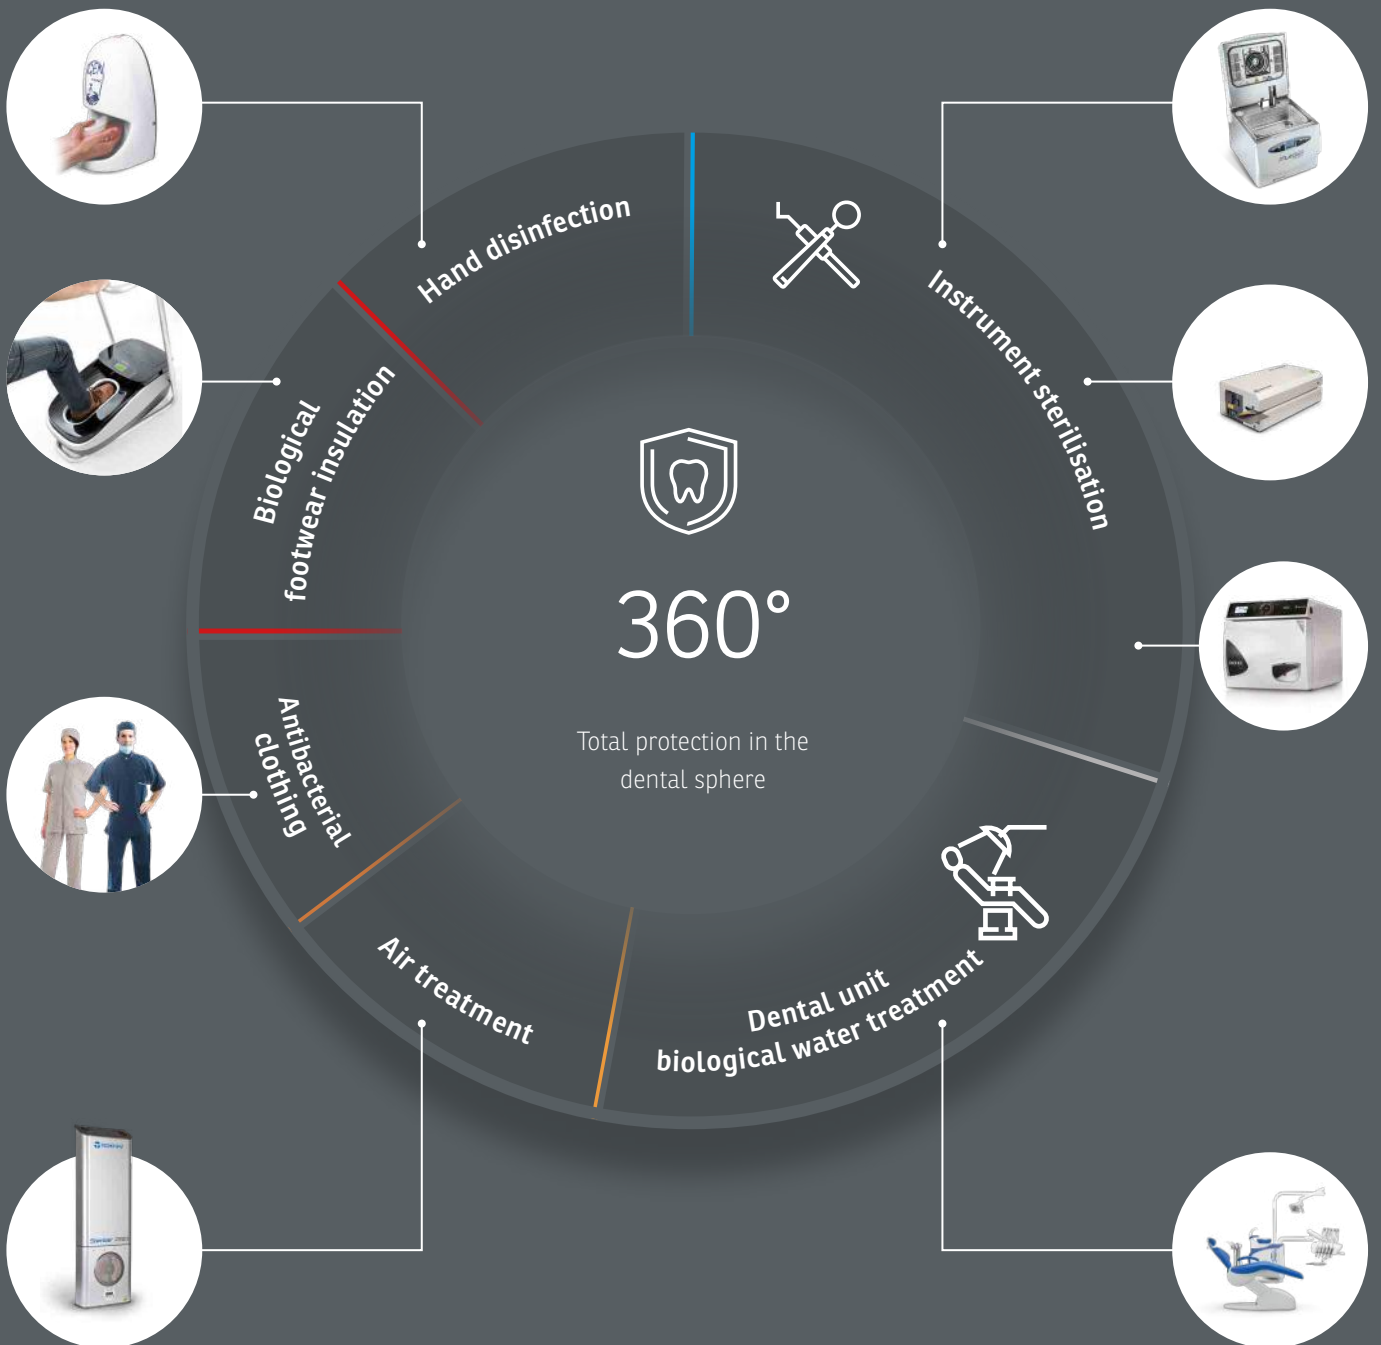 Hand disinfection
Instrument sterilisation
Biological
footwear insulation
360°
Total protection in the
dental sphere
Antibacterial
clothing
Air treatment
Dental unit
biological water treatment